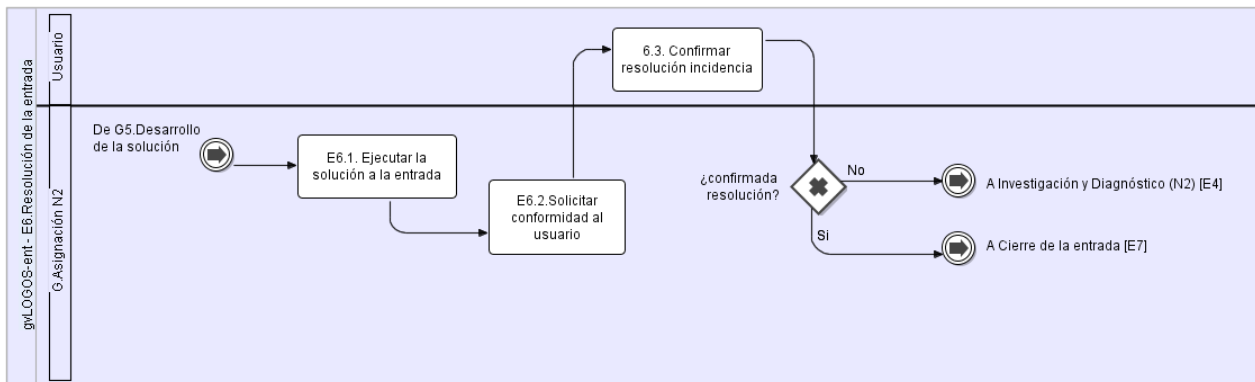 gvLOGOS-ent - E6.Resolución de la entrada
Usuario
6.3. Confirmar
resolución incidencia
G.Asignación N2
De G5.Desarrollo
de la solución
E6.1. Ejecutar la
solución a la entrada
E6.2.Solicitar
conformidad al
usuario
¿confirmada
resolución?
No
A Investigación y Diagnóstico (N2) [E4]
Si
A Cierre de la entrada [E7]